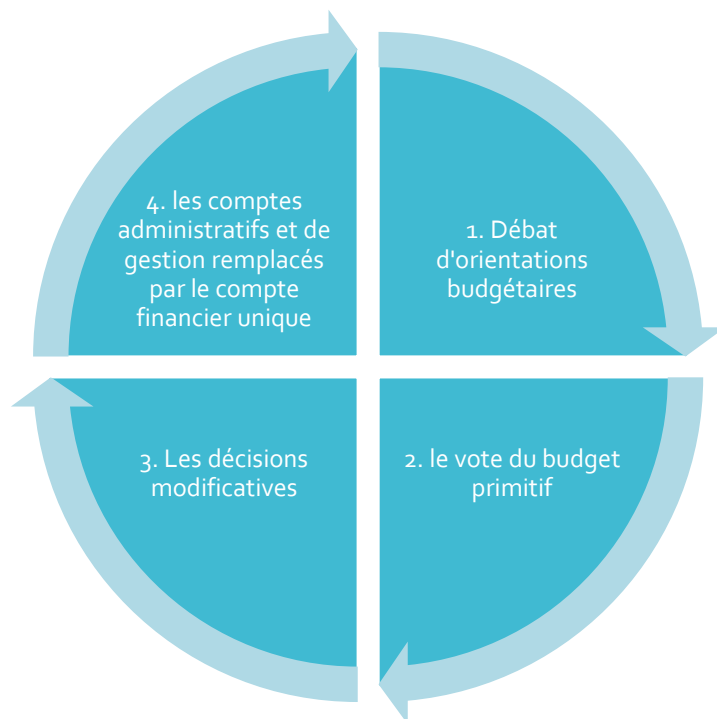 1. Débat
d'orientations
budgétaires
2. le vote du budget
primitif
3. Les décisions
modificatives
4. les comptes
administratifs et de
gestion remplacés
par le compte
financier unique